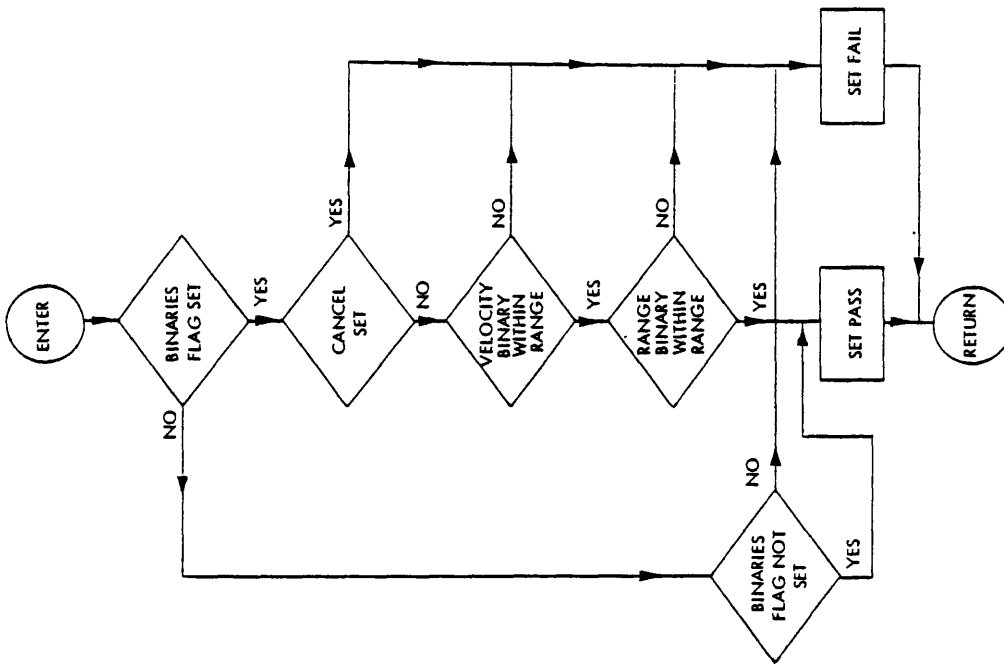 ENTER
BINARIES
FLAG SET
NO
YES
CANCEL
SET
YES
NO
VELOCITY
BINARY
WITHIN
RANGE
NO
YES
RANGE
BINARY
WITHIN
RANGE
NO
YES
BINARIES
FLAG NOT
SET
NO
YES
SET PASS
SET FAIL
RETURN